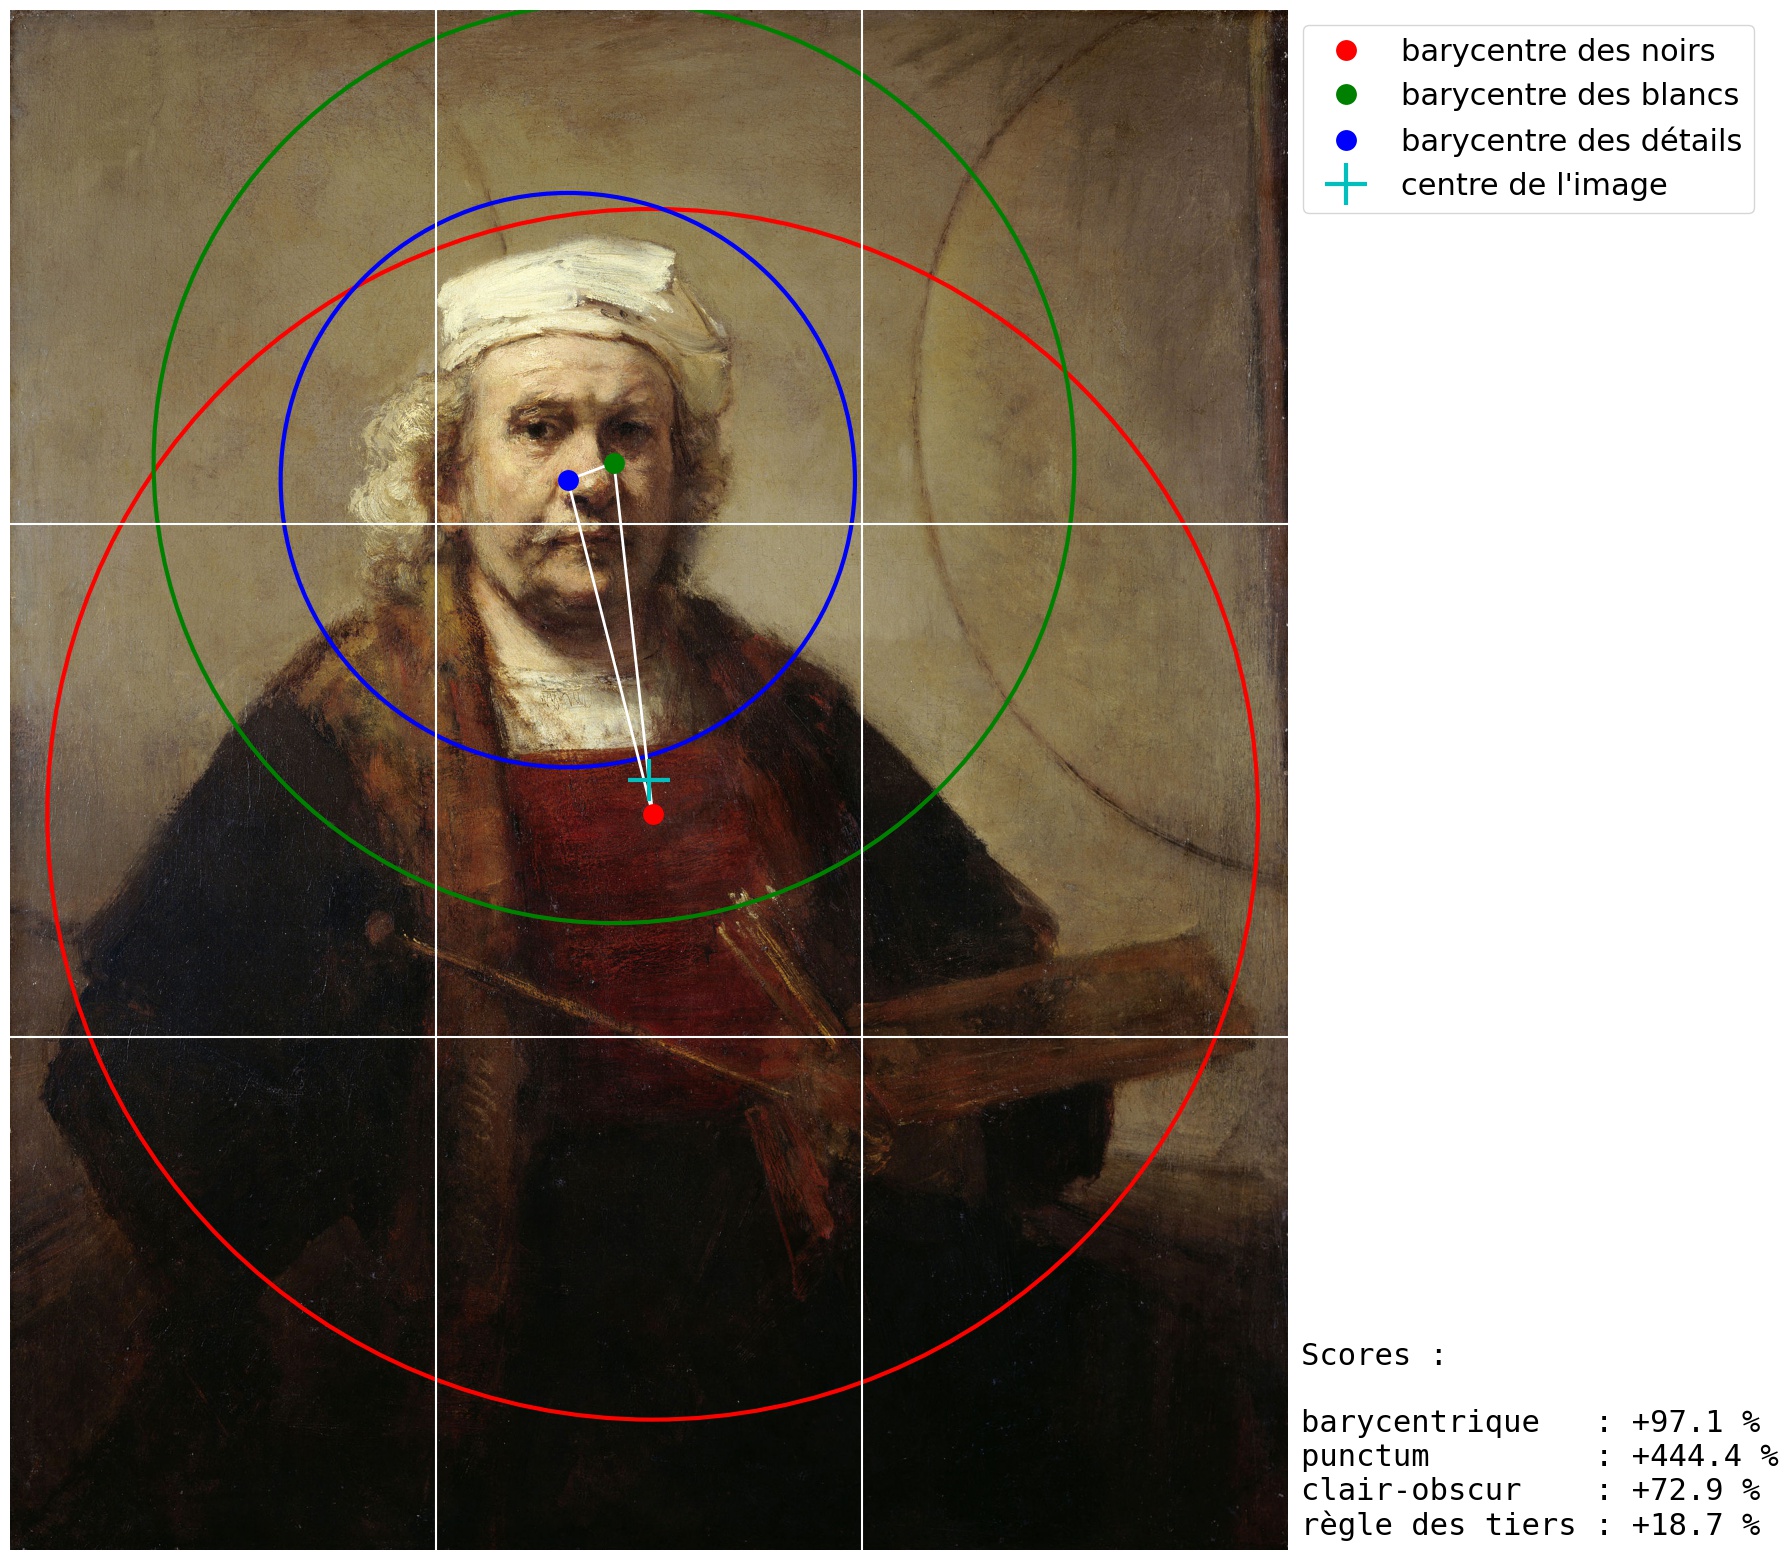 barycentre des noirs
barycentre des blancs
barycentre des détails
centre de l'image
Scores :
barycentrique   : +97.1 %
punctum         : +444.4 %
clair-obscur    : +72.9 %
règle des tiers : +18.7 %